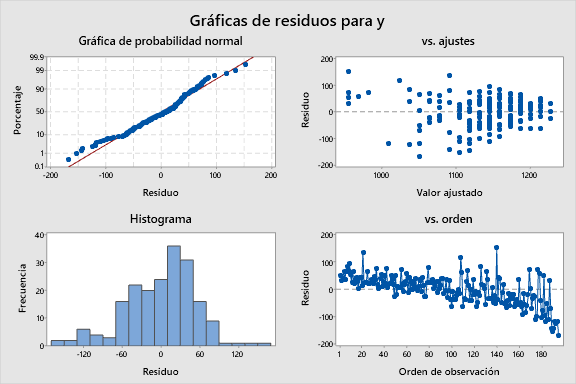 Gráficas de residuos para y
Gráfica de probabilidad normal
99.9
99
90
50
10
1
0.1
Porcentaje
-200 -100 0 100 200
Residuo
vs. ajustes
200
100
0
-100
-200
Residuo
1000 1100 1200
Valor ajustado
Histograma
40
30
20
10
0
Frecuencia
-120 -60 0 60 120
Residuo
vs. orden
200
100
0
-100
-200
Residuo
1 20 40 60 80 100 120 140 160 180
Orden de observación